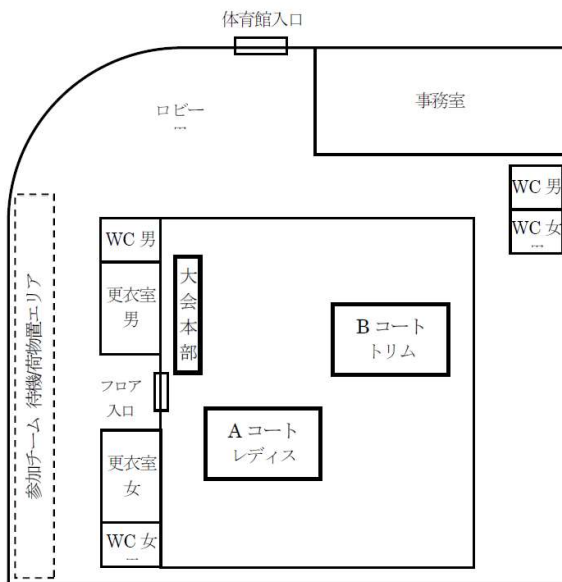 体育館入口
ロビー
事務室
WC 男
WC 女
WC 男
更衣室
男
大会本部
フロア
入口
更衣室
女
WC 女
B コート
トリム
A コート
レディス
参加チーム 待機/荷物置エリア